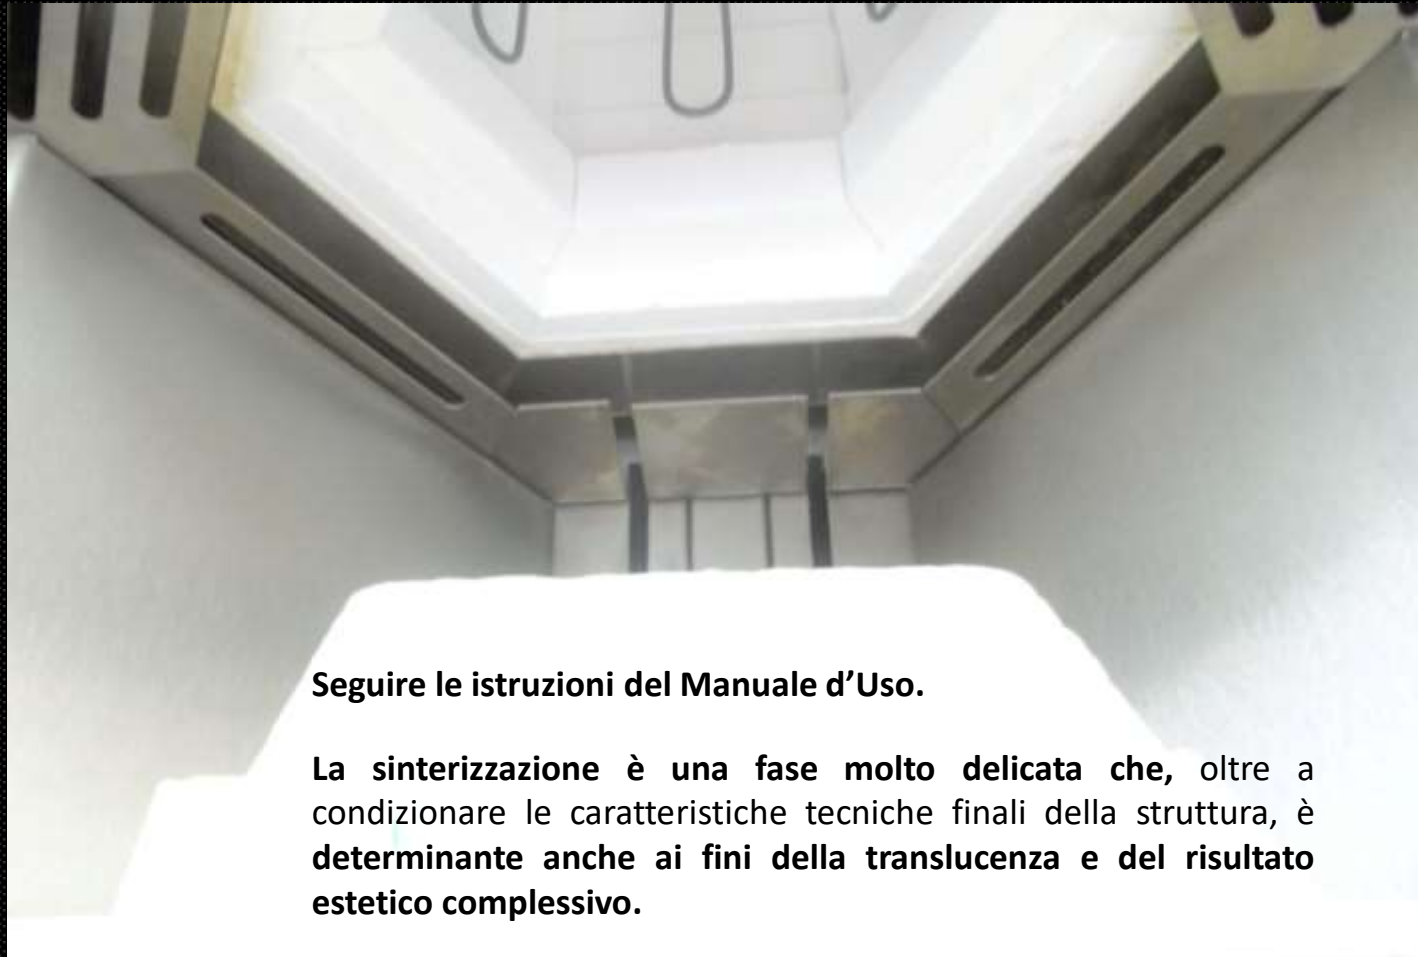 Seguire le istruzioni del Manuale d’Uso.
La sinterizzazione è una fase molto delicata che, oltre a
condizionare le caratteristiche tecniche finali della struttura, è
determinante anche ai fini della translucenza e del risultato
estetico complessivo.